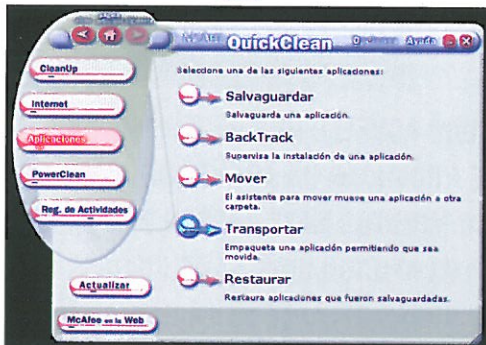 McAfee QuickClean Opciones Ayuda
CleanUp
Internet
Aplicaciones
PowerClean
Reg. de Actividades
Actualizar
McAfee en la Web
Seleccione una de las siguientes aplicaciones:
Salvaguardar
Salvaguarda una aplicación.
BackTrack
Supervisa la instalación de una aplicación.
Mover
El asistente para mover mueve una aplicación a otra
carpeta.
Transportar
Empaqueta una aplicación permitiendo que sea
movida.
Restaurar
Restaura aplicaciones que fueron salvaguardadas.